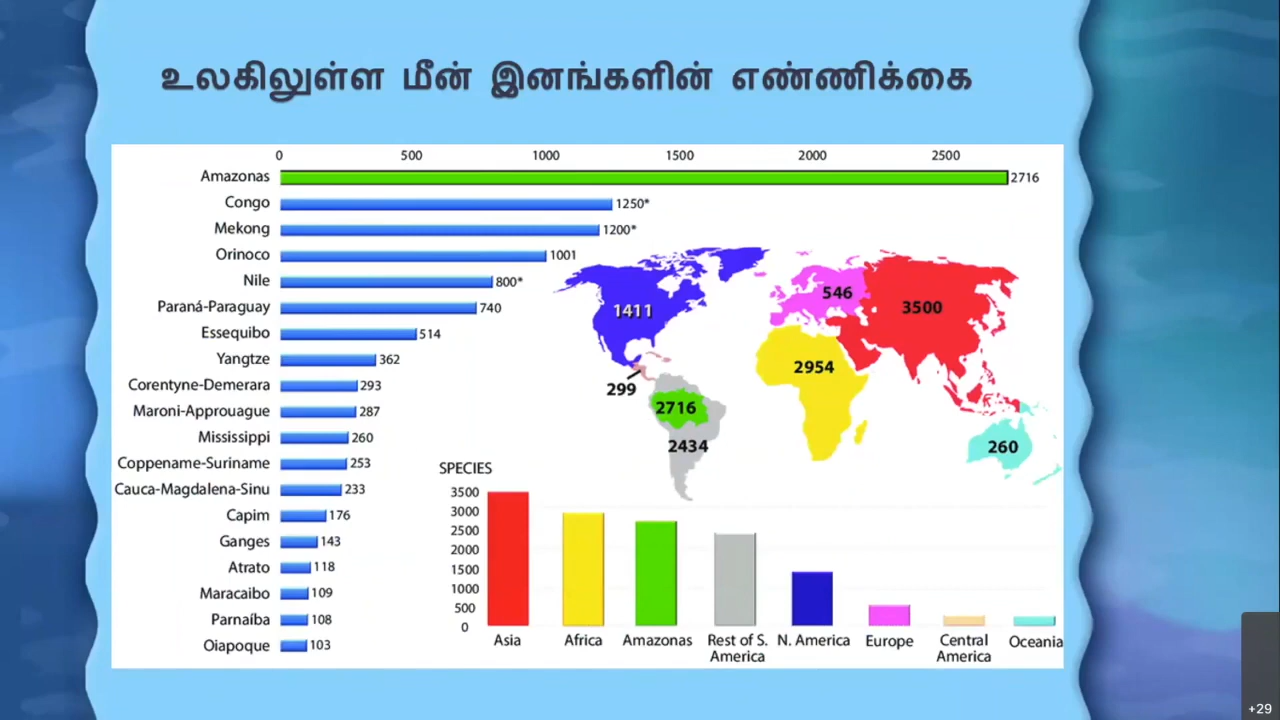 உலகிலுள்ள மீன் இனங்களின் எண்ணிக்கை
0 500 1000 1500 2000 2500
Amazonas 2716
Congo 1250*
Mekong 1200*
Orinoco 1001
Nile 800*
Paraná-Paraguay 740
Essequibo 514
Yangtze 362
Corentyne-Demerara 293
Maroni-Approuague 287
Mississippi 260
Coppename-Suriname 253
Cauca-Magdalena-Sinu 233
Capim 176
Ganges 143
Atrato 118
Maracaibo 109
Parnaíba 108
Oiapoque 103
1411
546
3500
2954
299
2716
2434
260
SPECIES
3500
3000
2500
2000
1500
1000
500
0
Asia Africa Amazonas Rest of S. America N. America Europe Central America Oceania
+29